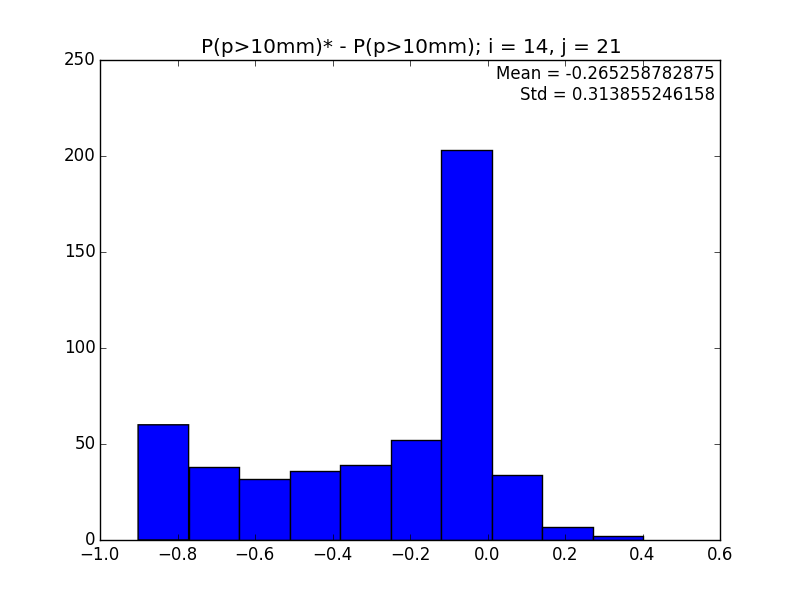 P(p>10mm)* - P(p>10mm); i = 14, j = 21
Mean = -0.265258782875
Std = 0.313855246158
250
200
150
100
50
0
−1.0 −0.8 −0.6 −0.4 −0.2 0.0 0.2 0.4 0.6